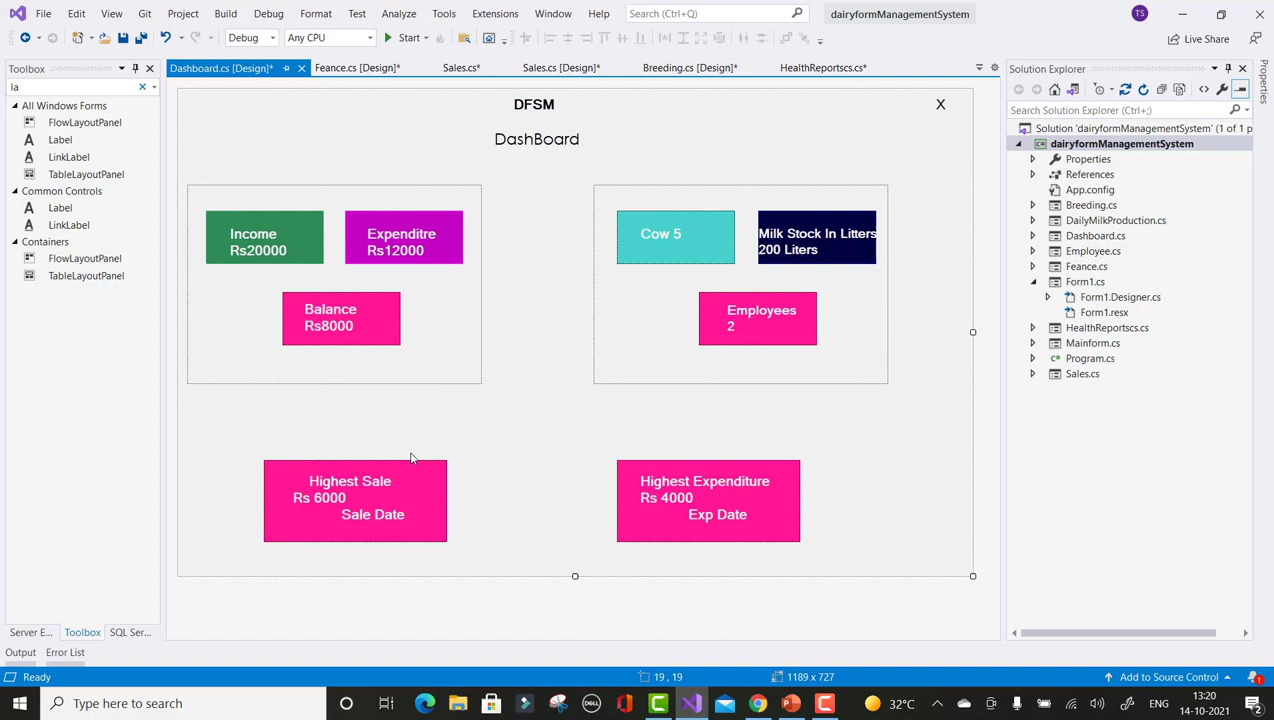 File Edit View Git Project Build Debug Format Test Analyze Tools Extensions Window Help Search (Ctrl+Q) dairyformManagementSystem TS
Debug Any CPU Start Live Share
Toolbox
la
All Windows Forms
FlowLayoutPanel
Label
LinkLabel
TableLayoutPanel
Common Controls
Label
LinkLabel
Containers
FlowLayoutPanel
TableLayoutPanel
Server E... Toolbox SQL Ser...
Output Error List
Dashboard.cs [Design]* Feance.cs [Design]* Sales.cs* Sales.cs [Design]* Breeding.cs [Design]* HealthReportscs.cs*
DFSM X
DashBoard
Income
Rs20000
Expenditre
Rs12000
Balance
Rs8000
Cow 5
Milk Stock In Litters
200 Liters
Employees
2
Highest Sale
Rs 6000
Sale Date
Highest Expenditure
Rs 4000
Exp Date
Solution Explorer
Search Solution Explorer (Ctrl+;)
Solution 'dairyformManagementSystem' (1 of 1 p
dairyformManagementSystem
Properties
References
App.config
Breeding.cs
DailyMilkProduction.cs
Dashboard.cs
Employee.cs
Feance.cs
Form1.cs
Form1.Designer.cs
Form1.resx
HealthReportscs.cs
Mainform.cs
Program.cs
Sales.cs
Properties
Ready 19 , 19 1189 x 727 Add to Source Control 1
Type here to search DELL 32°C ENG 13:20
14-10-2021 2